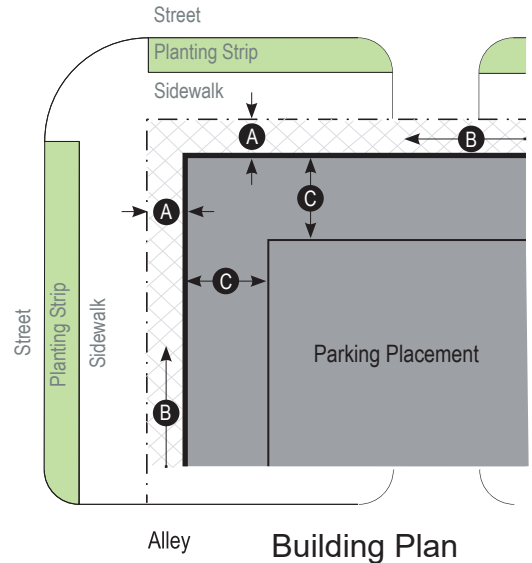 Street
Planting Strip
Sidewalk
A
B
A
C
C
Street
Planting Strip
Sidewalk
Parking Placement
B
Alley
Building Plan